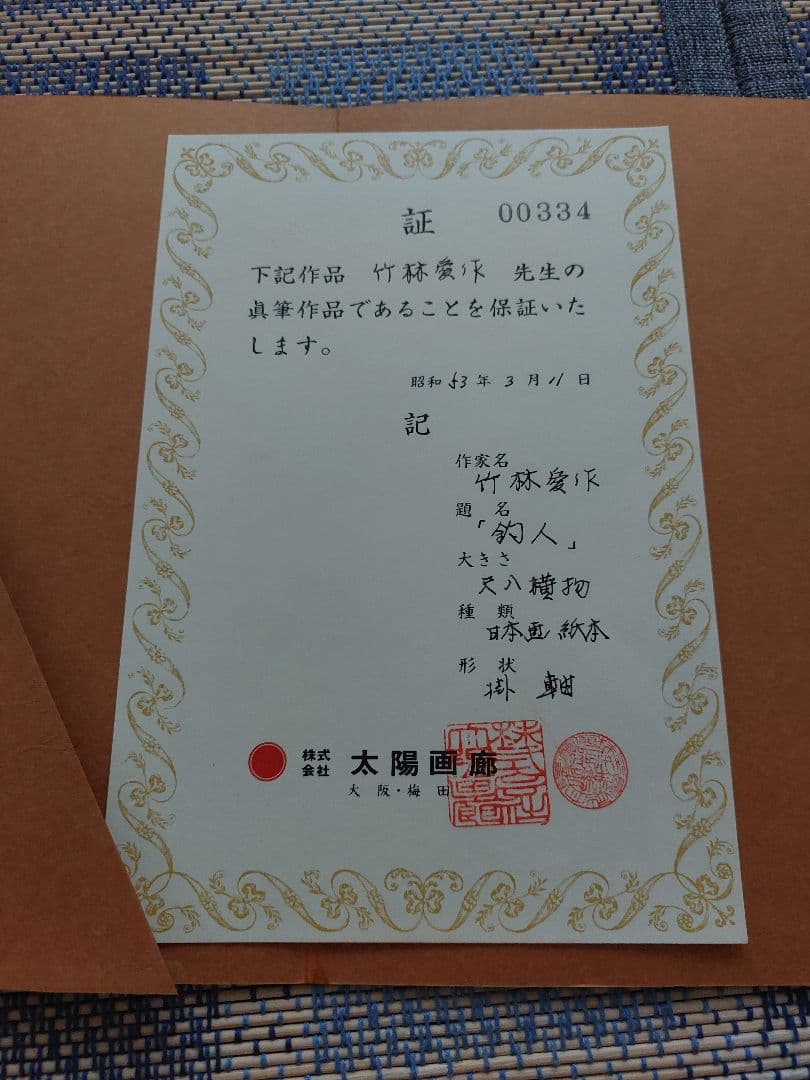 証
00334
下記作品 竹林愛作 先生の
眞筆作品であることを保証いた
します。
昭和53年3月11日
記
作家名
竹林愛作
題名
「釣人」
大きさ
尺八横物
種類
日本画 紙本
形状
掛軸
株式会社 太陽画廊
大阪・梅田